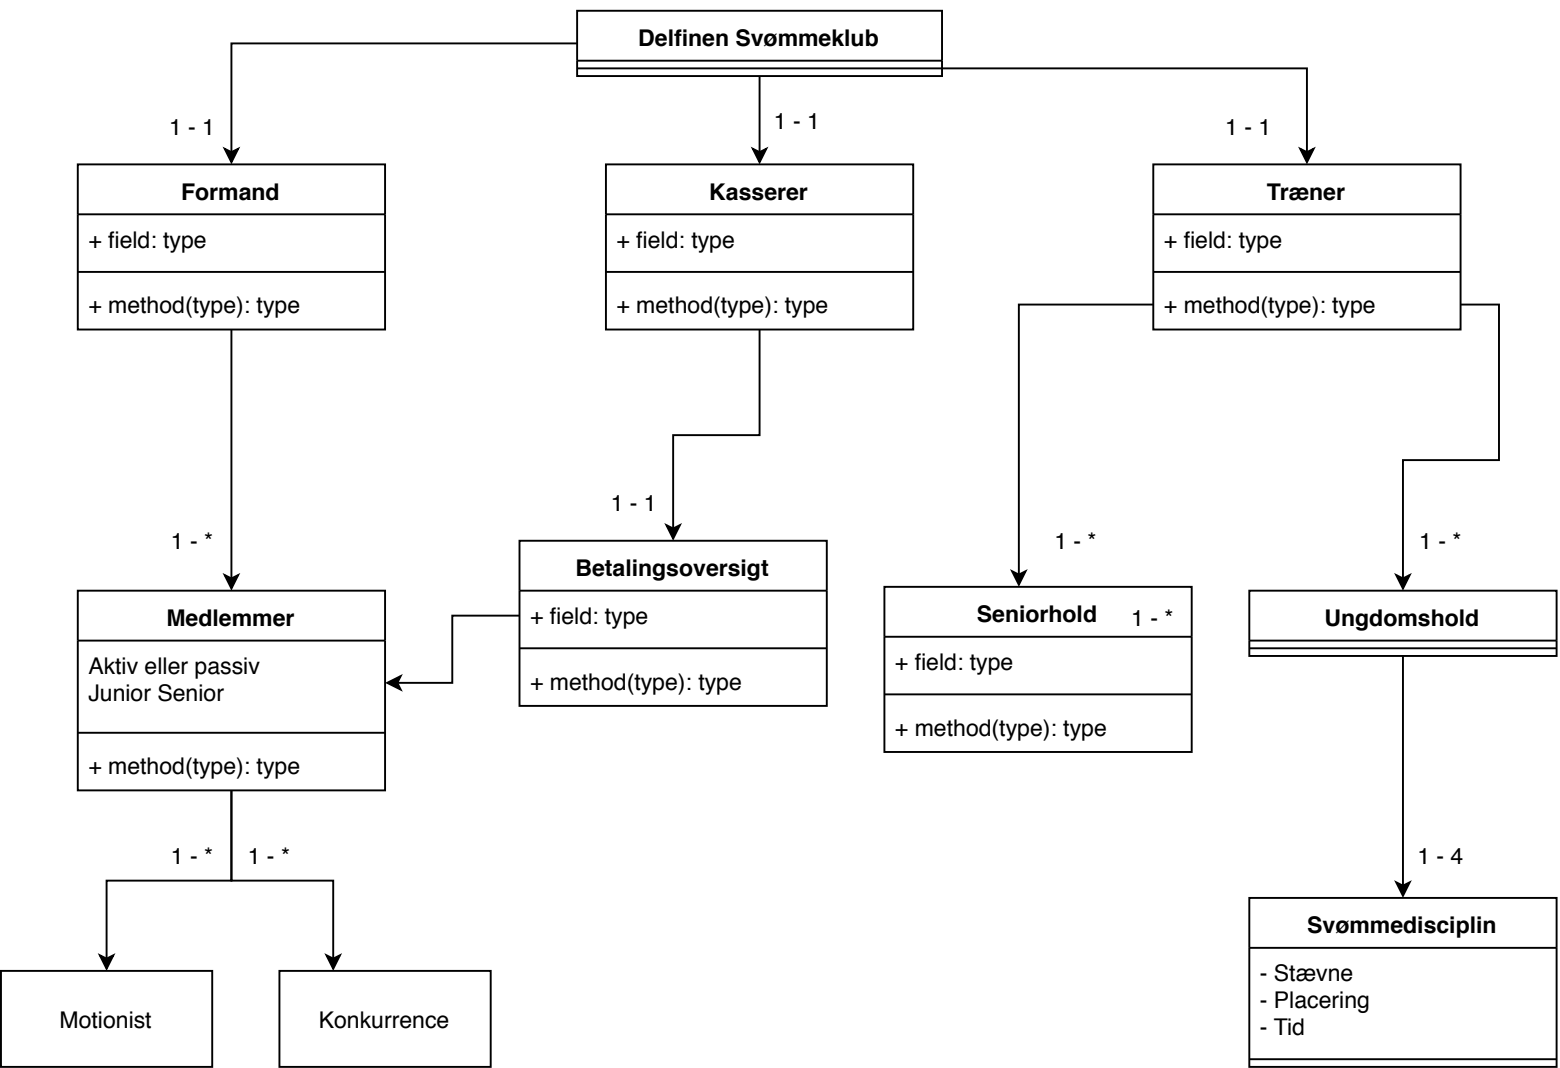 Delfinen Svømmeklub
1 - 1
1 - 1
1 - 1
Formand
+ field: type
+ method(type): type
Kasserer
+ field: type
+ method(type): type
Træner
+ field: type
+ method(type): type
1 - *
1 - 1
1 - *
1 - *
Medlemmer
Aktiv eller passiv
Junior Senior
+ method(type): type
Betalingsoversigt
+ field: type
+ method(type): type
Seniorhold
1 - *
+ field: type
+ method(type): type
Ungdomshold
1 - *
1 - *
1 - 4
Motionist
Konkurrence
Svømmedisciplin
- Stævne
- Placering
- Tid